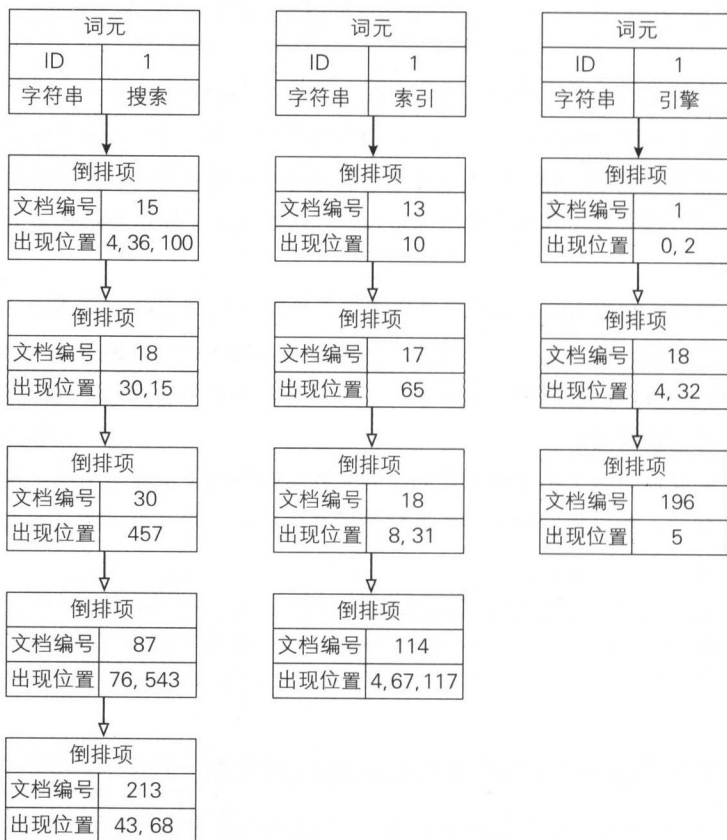 词元
ID 1
字符串 搜索
倒排项
文档编号 15
出现位置 4, 36, 100
倒排项
文档编号 18
出现位置 30,15
倒排项
文档编号 30
出现位置 457
倒排项
文档编号 87
出现位置 76, 543
倒排项
文档编号 213
出现位置 43, 68
词元
ID 1
字符串 索引
倒排项
文档编号 13
出现位置 10
倒排项
文档编号 17
出现位置 65
倒排项
文档编号 18
出现位置 8, 31
倒排项
文档编号 114
出现位置 4,67,117
词元
ID 1
字符串 引擎
倒排项
文档编号 1
出现位置 0, 2
倒排项
文档编号 18
出现位置 4, 32
倒排项
文档编号 196
出现位置 5